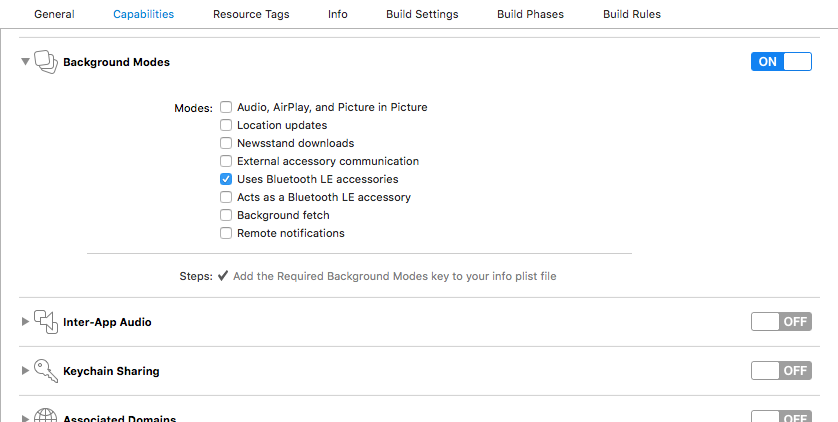 General Capabilities Resource Tags Info Build Settings Build Phases Build Rules
Background Modes ON
Modes: Audio, AirPlay, and Picture in Picture
Location updates
Newsstand downloads
External accessory communication
Uses Bluetooth LE accessories
Acts as a Bluetooth LE accessory
Background fetch
Remote notifications
Steps: ✔ Add the Required Background Modes key to your info plist file
Inter-App Audio OFF
Keychain Sharing OFF
Associated Domains OFF